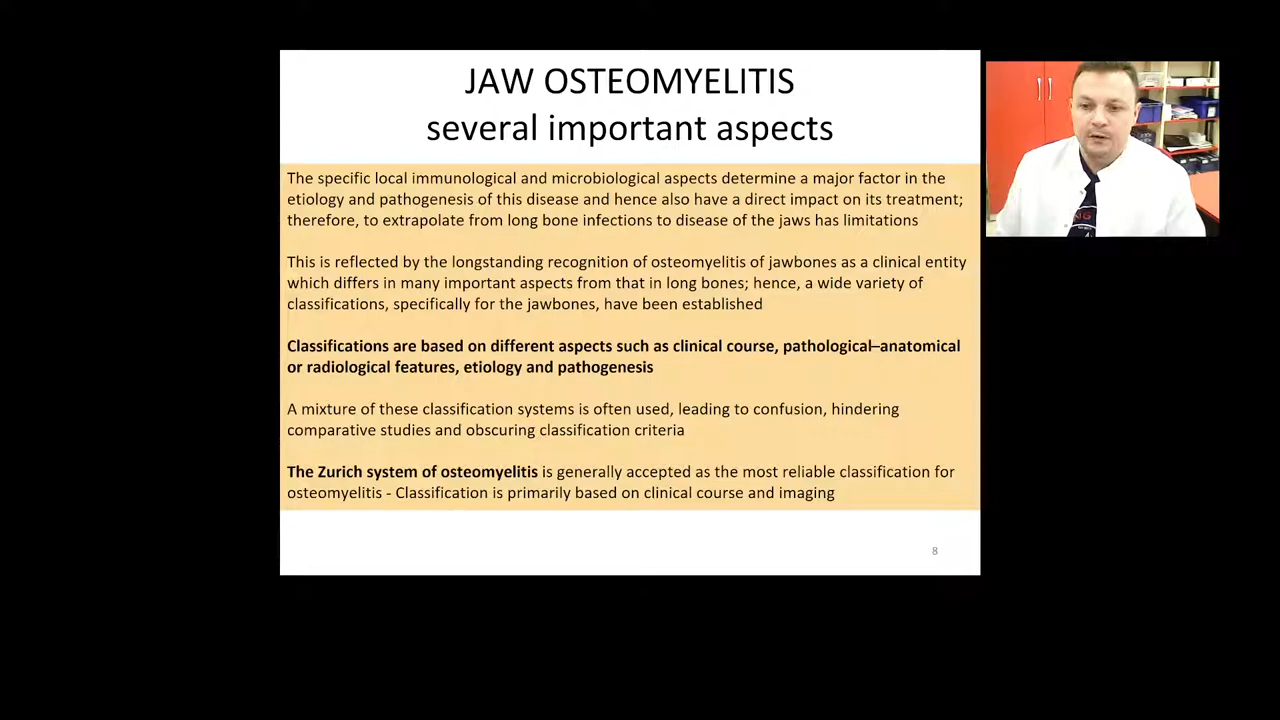 JAW OSTEOMYELITIS
several important aspects
The specific local immunological and microbiological aspects determine a major factor in the
etiology and pathogenesis of this disease and hence also have a direct impact on its treatment;
therefore, to extrapolate from long bone infections to disease of the jaws has limitations
This is reflected by the longstanding recognition of osteomyelitis of jawbones as a clinical entity
which differs in many important aspects from that in long bones; hence, a wide variety of
classifications, specifically for the jawbones, have been established
Classifications are based on different aspects such as clinical course, pathological–anatomical
or radiological features, etiology and pathogenesis
A mixture of these classification systems is often used, leading to confusion, hindering
comparative studies and obscuring classification criteria
The Zurich system of osteomyelitis is generally accepted as the most reliable classification for
osteomyelitis - Classification is primarily based on clinical course and imaging
8